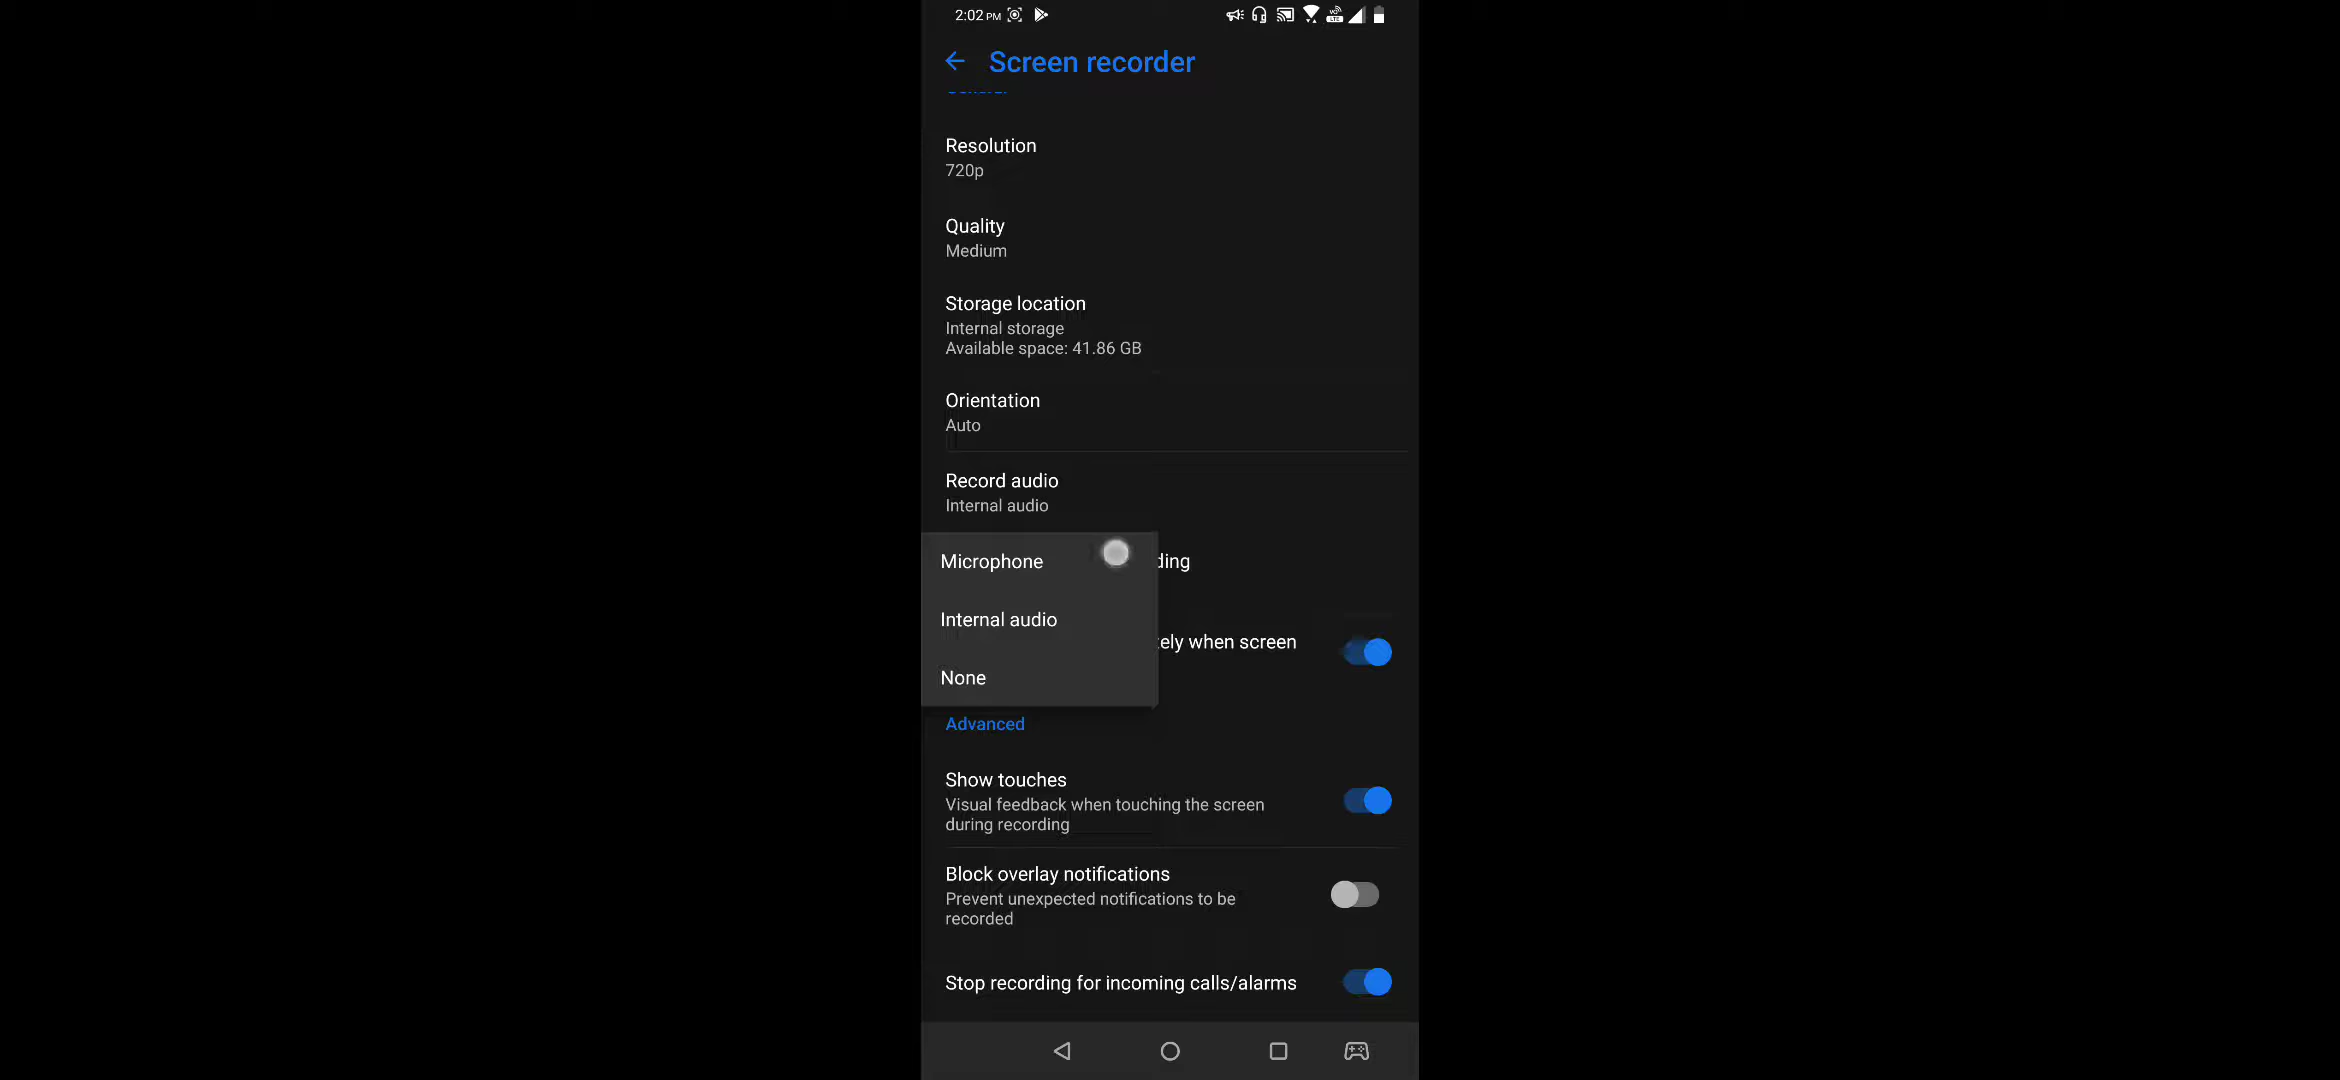 2:02 PM
Screen recorder
Resolution
720p
Quality
Medium
Storage location
Internal storage
Available space: 41.86 GB
Orientation
Auto
Record audio
Internal audio
Microphone
ding
Internal audio
ely when screen
None
Advanced
Show touches
Visual feedback when touching the screen
during recording
Block overlay notifications
Prevent unexpected notifications to be
recorded
Stop recording for incoming calls/alarms